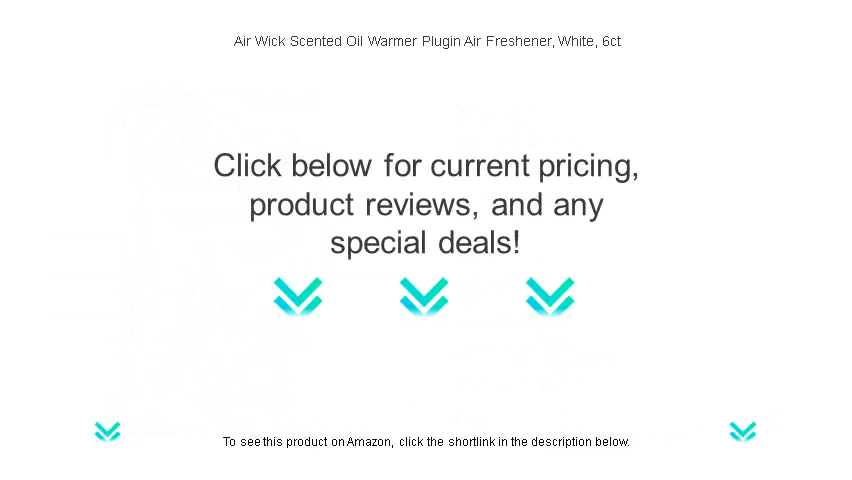 Air Wick Scented Oil Warmer Plugin Air Freshener, White, 6ct
Click below for current pricing,
product reviews, and any
special deals!
To see this product on Amazon, click the shortlink in the description below.